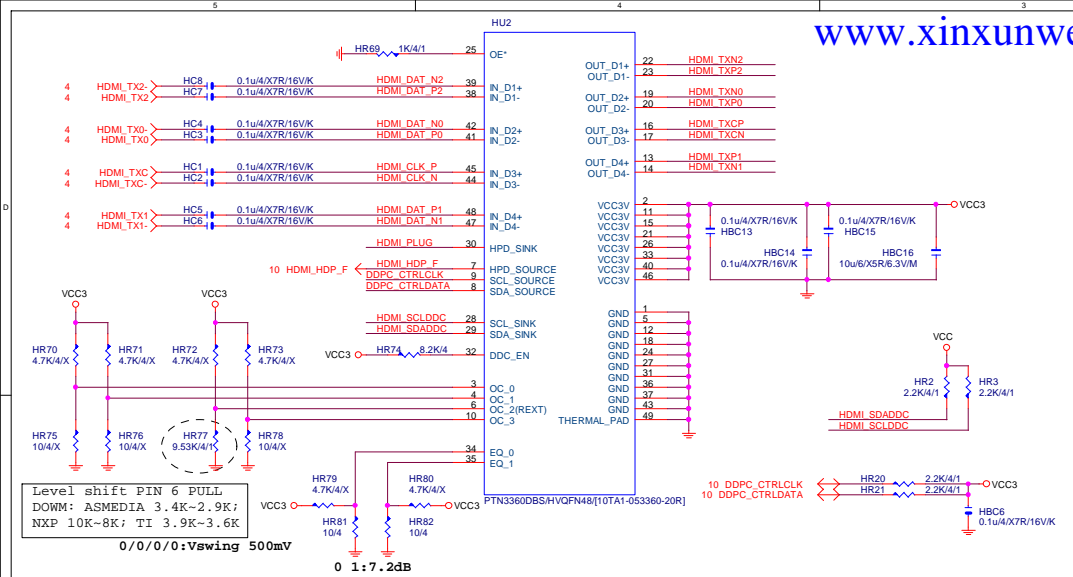 5
4
3
D
HU2
www.xinxunwe
HR69
1K/4/1
25
OE*
4
HDMI_TX2-
HC8
0.1u/4/X7R/16V/K
HDMI_DAT_N2
39
IN_D1+
4
HDMI_TX2
HC7
0.1u/4/X7R/16V/K
HDMI_DAT_P2
38
IN_D1-
4
HDMI_TX0-
HC4
0.1u/4/X7R/16V/K
HDMI_DAT_N0
42
IN_D2+
4
HDMI_TX0
HC3
0.1u/4/X7R/16V/K
HDMI_DAT_P0
41
IN_D2-
4
HDMI_TXC
HC1
0.1u/4/X7R/16V/K
HDMI_CLK_P
45
IN_D3+
4
HDMI_TXC-
HC2
0.1u/4/X7R/16V/K
HDMI_CLK_N
44
IN_D3-
4
HDMI_TX1
HC5
0.1u/4/X7R/16V/K
HDMI_DAT_P1
48
IN_D4+
4
HDMI_TX1-
HC6
0.1u/4/X7R/16V/K
HDMI_DAT_N1
47
IN_D4-
HDMI_PLUG
30
HPD_SINK
10 HDMI_HDP_F
HDMI_HDP_F
7
HPD_SOURCE
DDPC_CTRLCLK
9
SCL_SOURCE
DDPC_CTRLDATA
8
SDA_SOURCE
HDMI_SCLDDC
28
SCL_SINK
HDMI_SDADDC
29
SDA_SINK
VCC3
HR74
8.2K/4
32
DDC_EN
3
OC_0
4
OC_1
6
OC_2(REXT)
10
OC_3
34
EQ_0
35
EQ_1
OUT_D1+
22
HDMI_TXN2
OUT_D1-
23
HDMI_TXP2
OUT_D2+
19
HDMI_TXN0
OUT_D2-
20
HDMI_TXP0
OUT_D3+
16
HDMI_TXCP
OUT_D3-
17
HDMI_TXCN
OUT_D4+
13
HDMI_TXP1
OUT_D4-
14
HDMI_TXN1
VCC3V
2
VCC3V
11
VCC3V
15
VCC3V
21
VCC3V
26
VCC3V
33
VCC3V
40
VCC3V
46
VCC3
0.1u/4/X7R/16V/K
HBC13
0.1u/4/X7R/16V/K
HBC15
HBC14
0.1u/4/X7R/16V/K
HBC16
10u/6/X5R/6.3V/M
GND
1
GND
5
GND
12
GND
18
GND
24
GND
27
GND
31
GND
36
GND
37
GND
43
THERMAL_PAD
49
PTN3360DBS/HVQFN48/[10TA1-053360-20R]
VCC3
VCC3
HR70
4.7K/4/X
HR71
4.7K/4/X
HR72
4.7K/4/X
HR73
4.7K/4/X
HR75
10/4/X
HR76
10/4/X
HR77
9.53K/4/1
HR78
10/4/X
HR79
4.7K/4/X
HR80
4.7K/4/X
VCC3
VCC3
HR81
10/4
HR82
10/4
Level shift PIN 6 PULL
DOWM: ASMEDIA 3.4K~2.9K;
NXP 10K~8K; TI 3.9K~3.6K
0/0/0/0:Vswing 500mV
0 1:7.2dB
VCC
HR2
2.2K/4/1
HR3
2.2K/4/1
HDMI_SDADDC
HDMI_SCLDDC
10 DDPC_CTRLCLK
HR20
2.2K/4/1
VCC3
10 DDPC_CTRLDATA
HR21
2.2K/4/1
HBC6
0.1u/4/X7R/16V/K